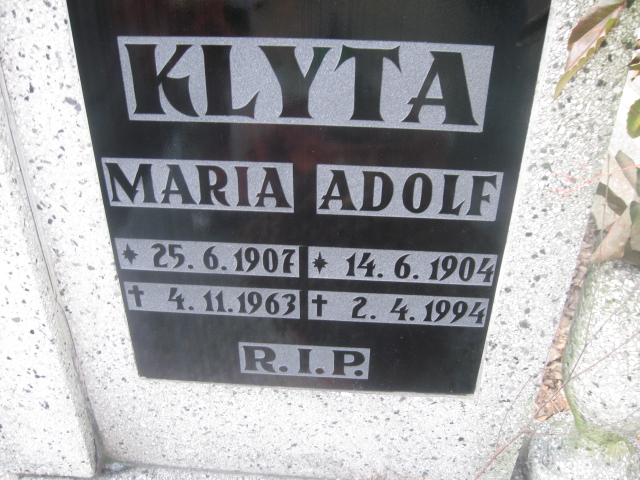 KLYTA
MARIA ADOLF
* 25.6.1907 * 14.6.1904
† 4.11.1963 † 2.4.1994
R.I.P.